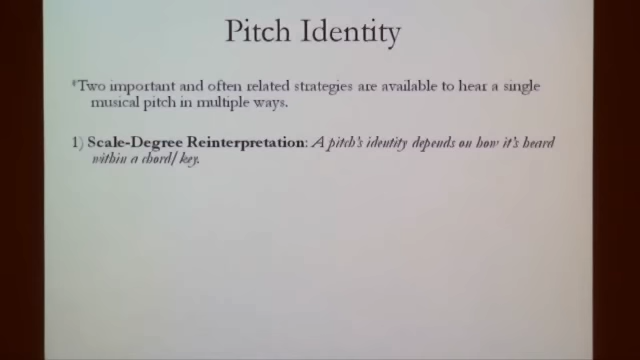 Pitch Identity
*Two important and often related strategies are available to hear a single
musical pitch in multiple ways.
1) Scale-Degree Reinterpretation: A pitch's identity depends on how it's heard
within a chord/key.